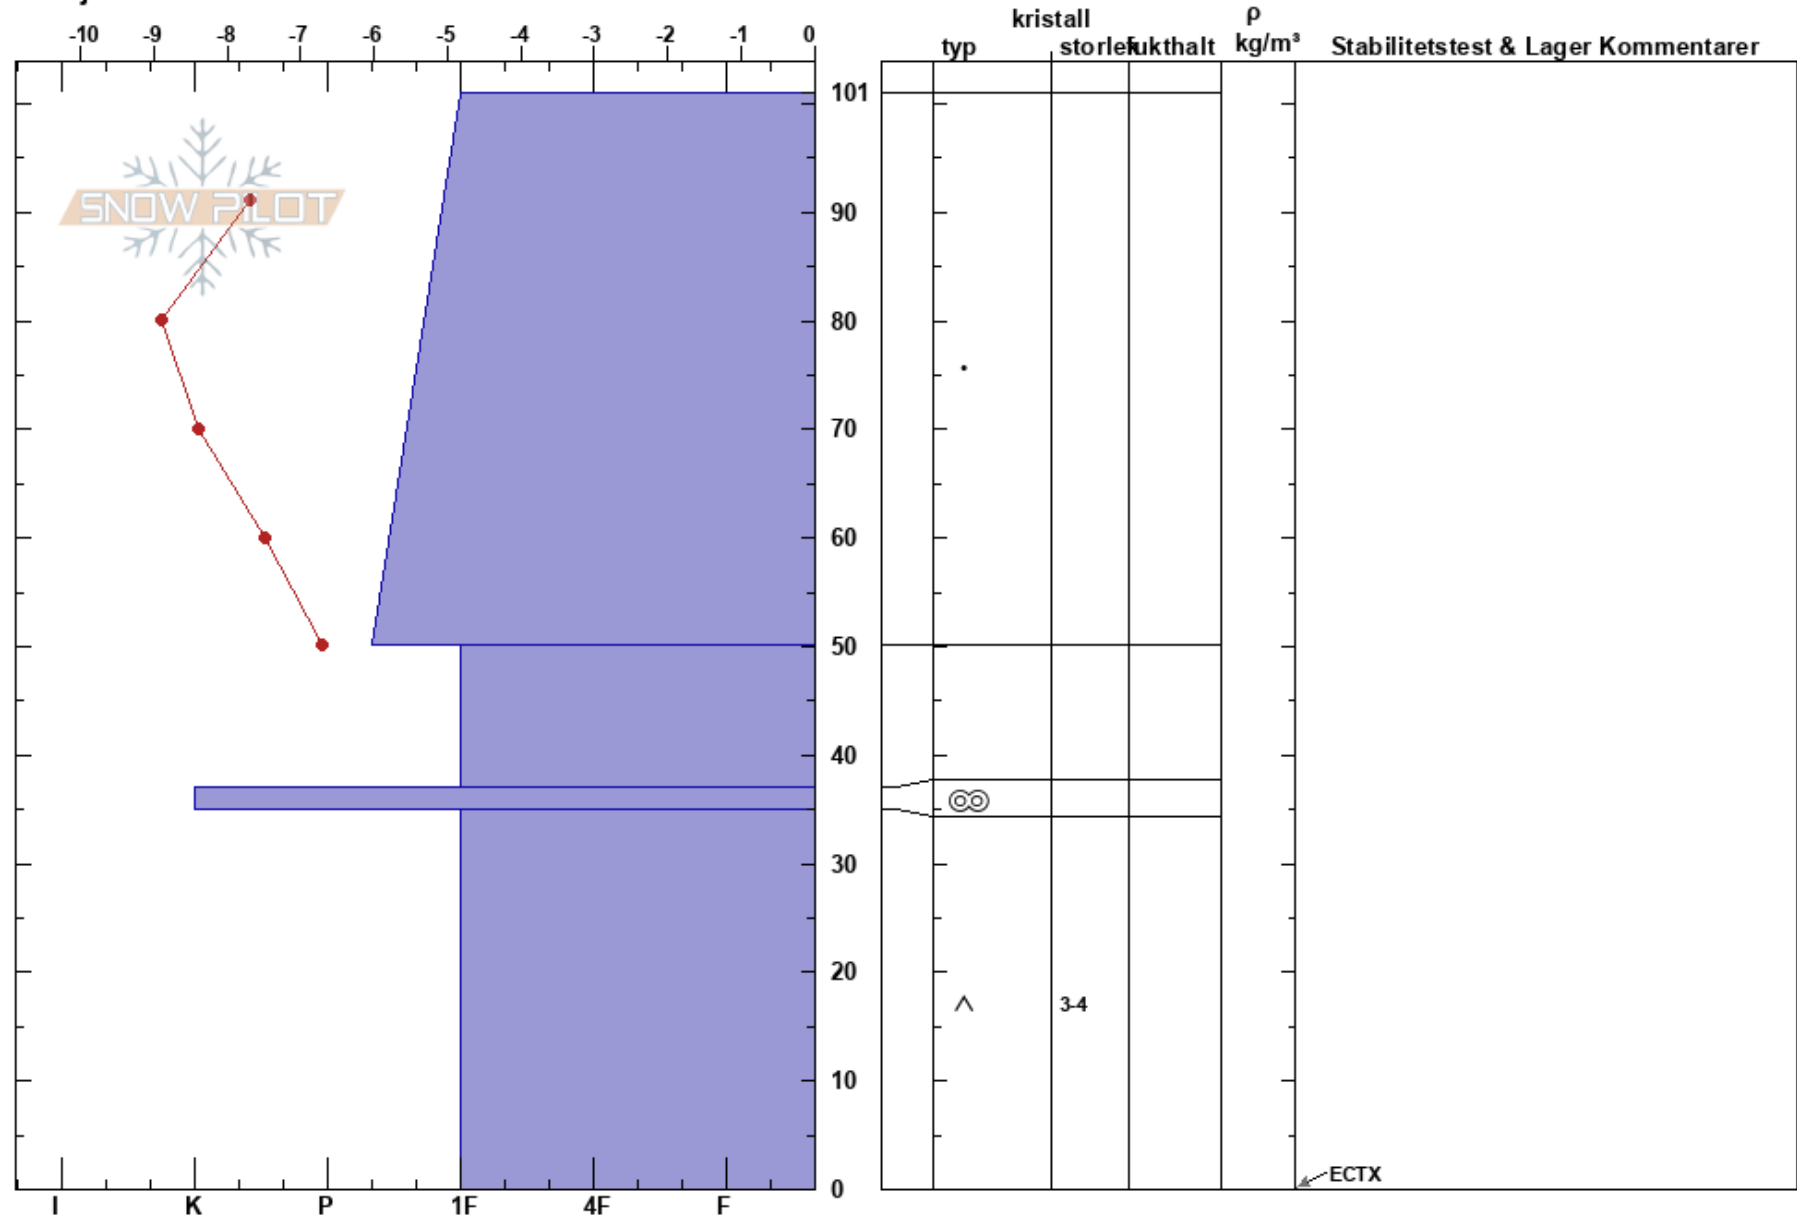 kristall ρ
-10 -9 -8 -7 -6 -5 -4 -3 -2 -1 0 typ storlek fukthalt kg/m³ Stabilitetstest & Lager Kommentarer
101
SNOW PILOT
90
80
70
60
50
40
30
20
3-4
10
ECTX
0
I K P 1F 4F F